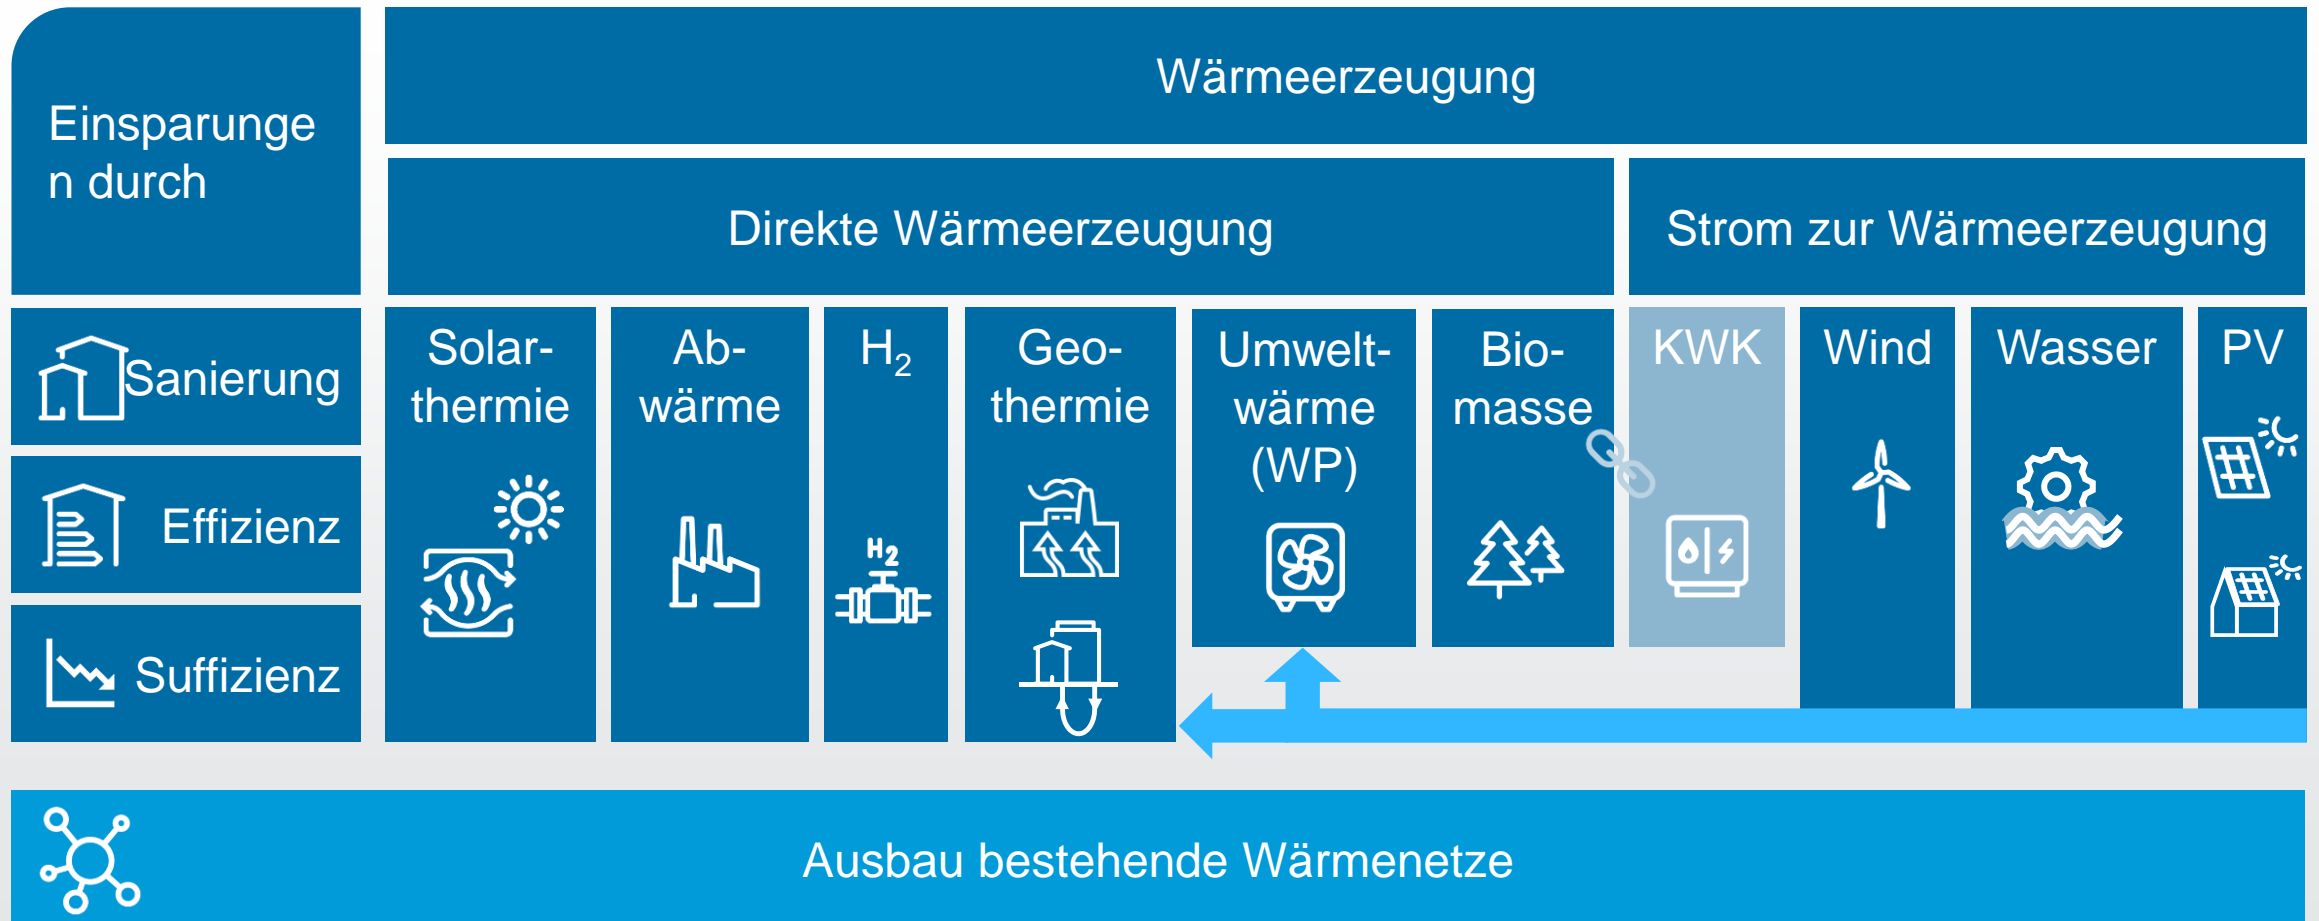 Einsparunge
n durch
Wärmeerzeugung
Direkte Wärmeerzeugung
Strom zur Wärmeerzeugung
Sanierung
Effizienz
Suffizienz
Solar-
thermie
Ab-
wärme
H₂
H₂
Geo-
thermie
Umwelt-
wärme
(WP)
Bio-
masse
KWK
Wind
Wasser
PV
Ausbau bestehende Wärmenetze